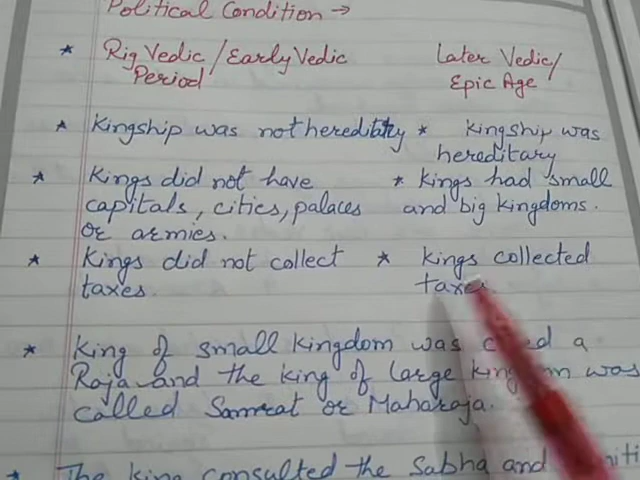 Political Condition →
* Rig Vedic / Early Vedic Period
Later Vedic / Epic Age
* Kingship was not hereditary
* Kingship was hereditary
* Kings did not have capitals, cities, palaces or armies.
* Kings had small and big kingdoms.
* Kings did not collect taxes.
* Kings collected taxes
* King of small kingdom was called a
Raja and the king of large kingdom was
called Samrat or Maharaja.
* The king consulted the Sabha and